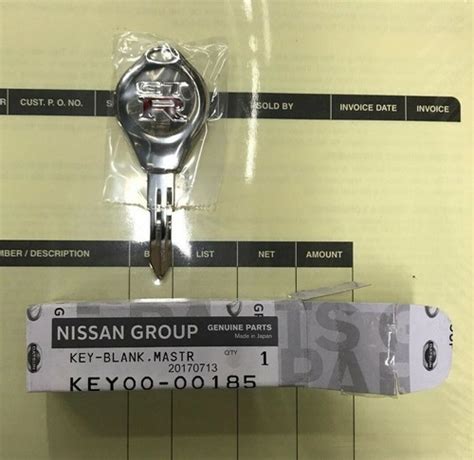 CUST. P. O. NO.
SOLD BY
INVOICE DATE
INVOICE
GT
R
/ DESCRIPTION
LIST
NET
AMOUNT
NISSAN GROUP
GENUINE PARTS
Made in Japan
KEY-BLANK.MASTR
QTY
1
20170713
KEY00-00185